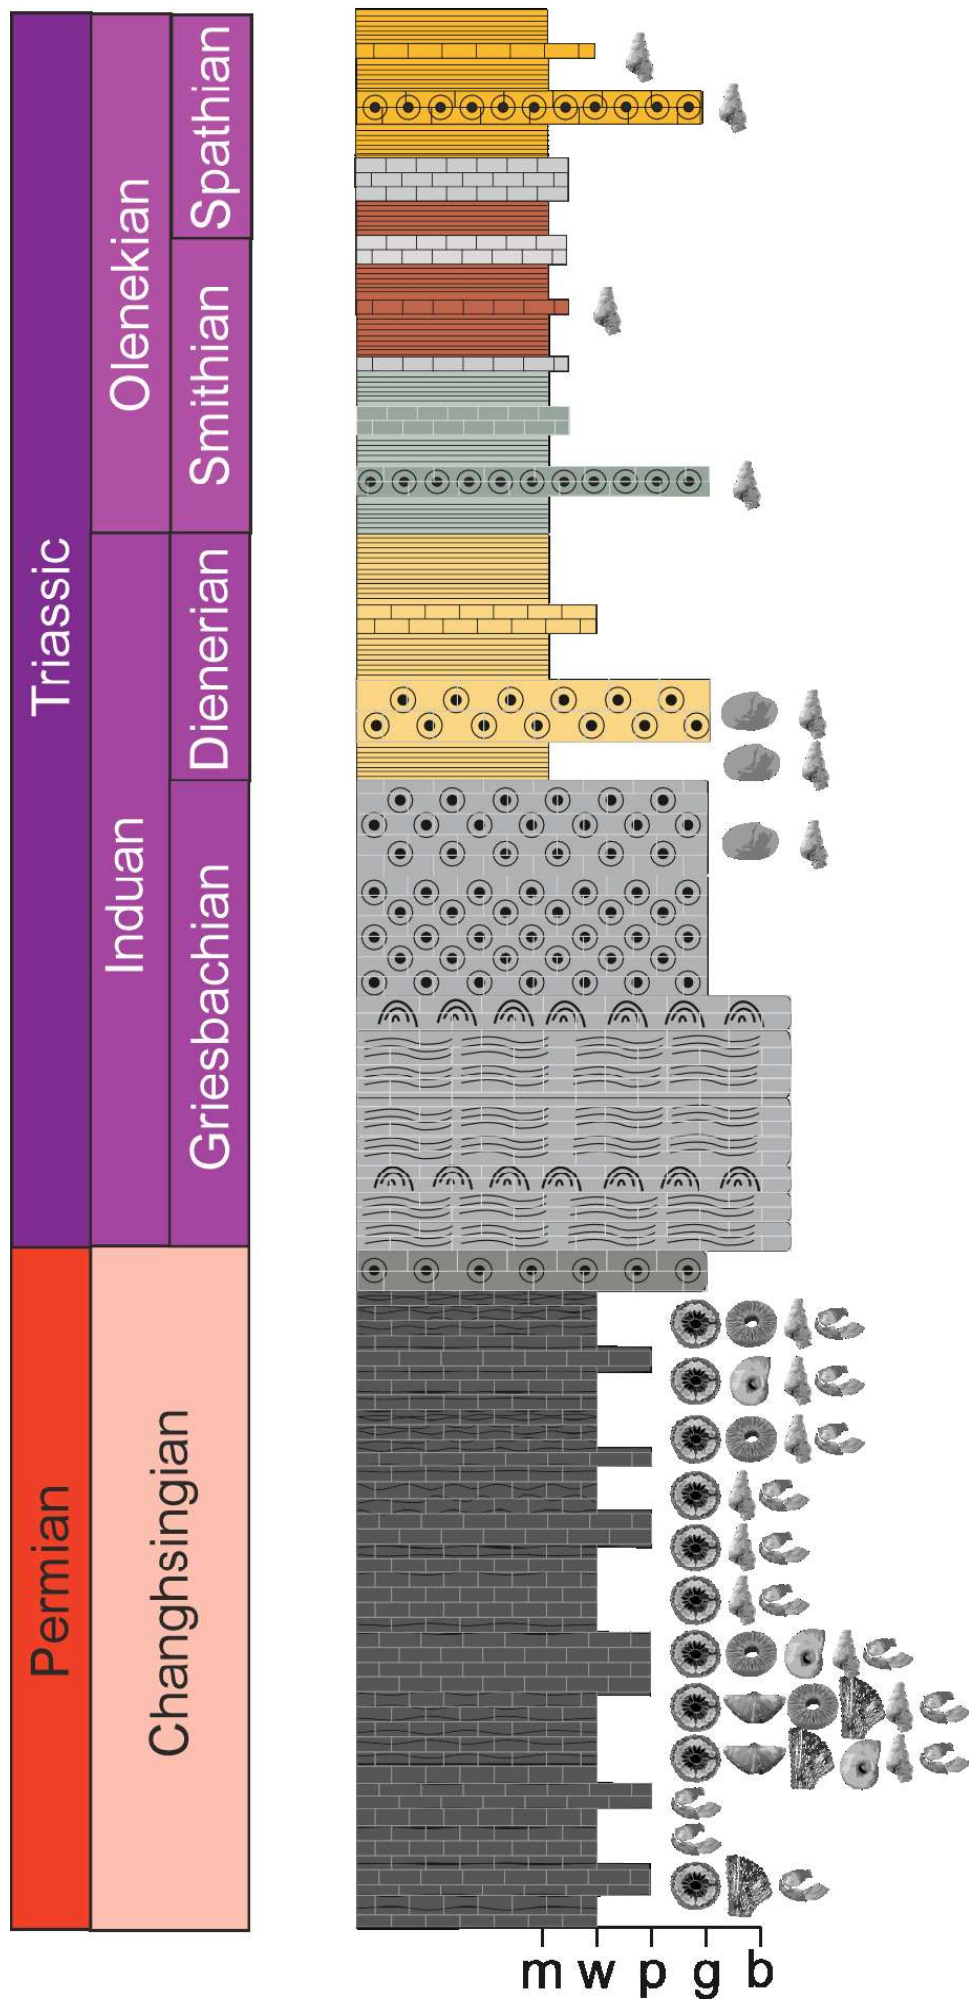 Triassic
Olenekian
Spathian
Smithian
Induan
Dienerian
Griesbachian
Permian
Changhsingian
m w p g b